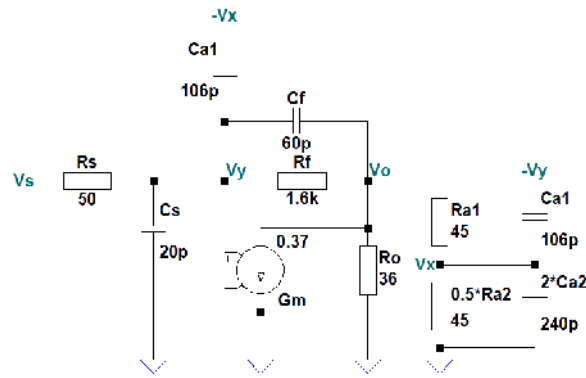 -Vx
Ca1
106p
Cf
60p
Rs
Vs
50
Vy
Rf
1.6k
Vo
-Vy
Cs
20p
0.37
Gm
Ro
36
Ra1
45
Ca1
106p
Vx
0.5*Ra2
45
2*Ca2
240p